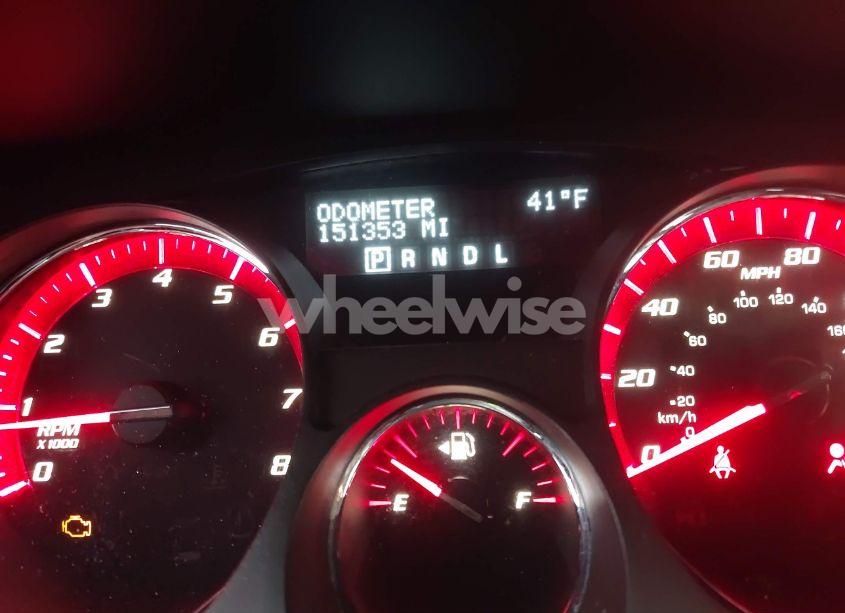 ODOMETER 41°F
151353 MI
P R N D L
wheelwise
0 1 2 3 4 5 6 7 8
RPM
X 1000
E F
0 20 40 60 80
MPH
0 20 40 60 80 100 120 140 160
km/h